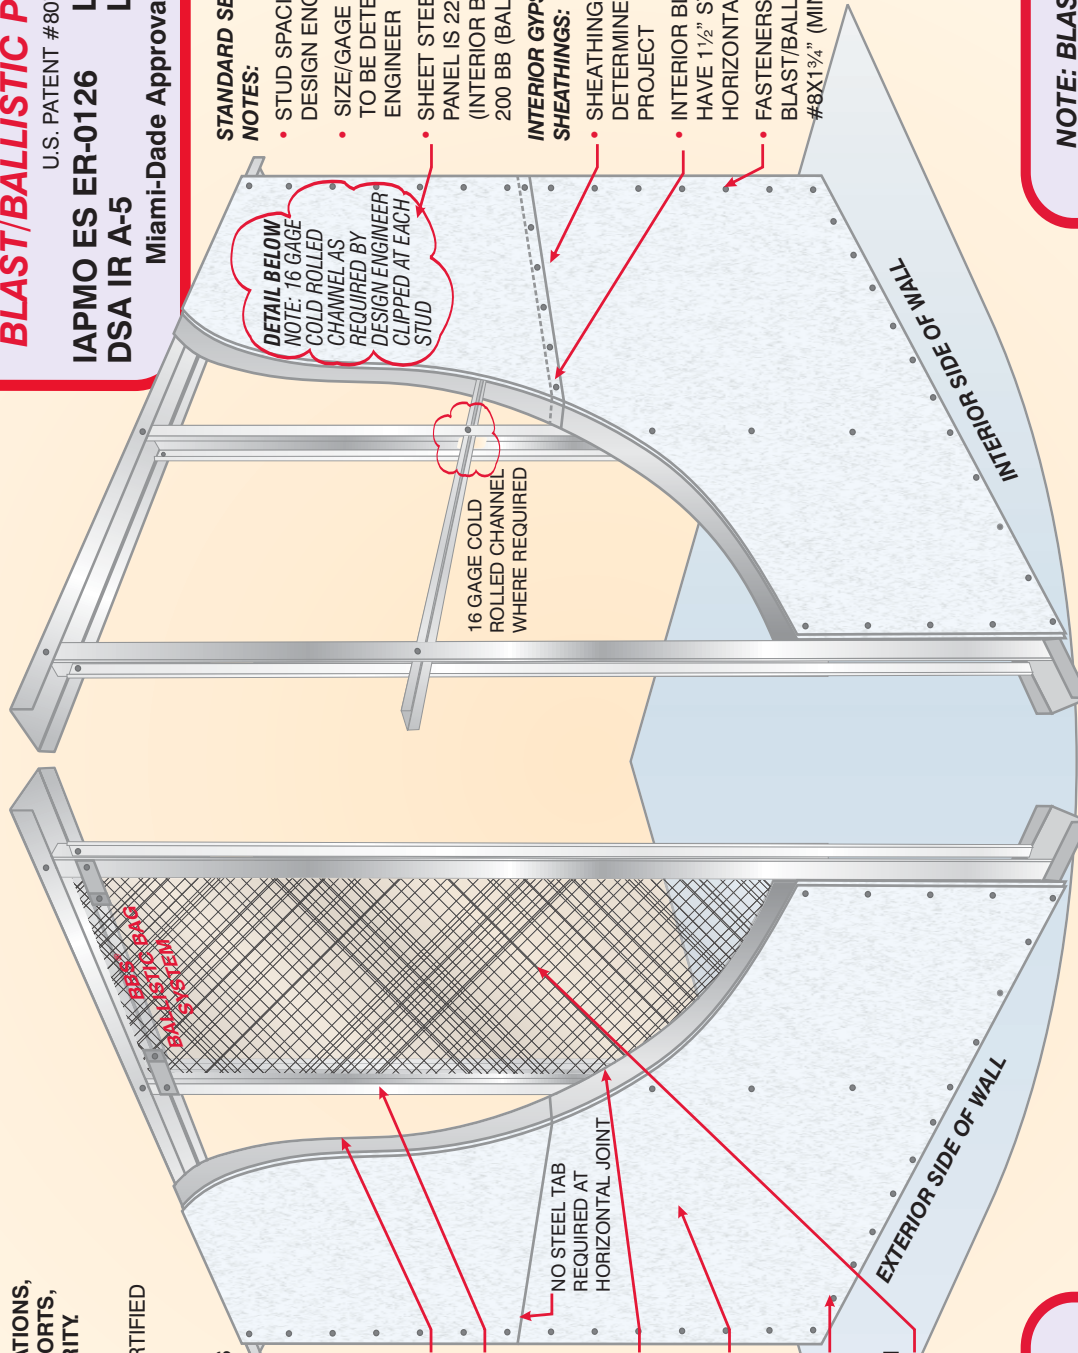 BLAST/BALLISTIC P
U.S. PATENT #80
IAPMO ES ER-0126 L
DSA IR A-5 L
Miami-Dade Approva
STANDARD SE
NOTES:
• STUD SPACI
DESIGN ENG
• SIZE/GAGE
TO BE DETE
ENGINEER
• SHEET STEE
PANEL IS 22
(INTERIOR B
200 BB (BAL
INTERIOR GYPS
SHEATHINGS:
• SHEATHING
DETERMINE
PROJECT
• INTERIOR BL
HAVE 1½" S
HORIZONTA
• FASTENERS
BLAST/BALL
#8X1¾" (MIN
NOTE: BLAS
DETAIL BELOW
NOTE: 16 GAGE
COLD ROLLED
CHANNEL AS
REQUIRED BY
DESIGN ENGINEER
CLIPPED AT EACH
STUD
16 GAGE COLD
ROLLED CHANNEL
WHERE REQUIRED
INTERIOR SIDE OF WALL
BBS®
BALLISTIC BAG
SYSTEM
NO STEEL TAB
REQUIRED AT
HORIZONTAL JOINT
EXTERIOR SIDE OF WALL
ATIONS,
ORTS,
RITY.
RTIFIED